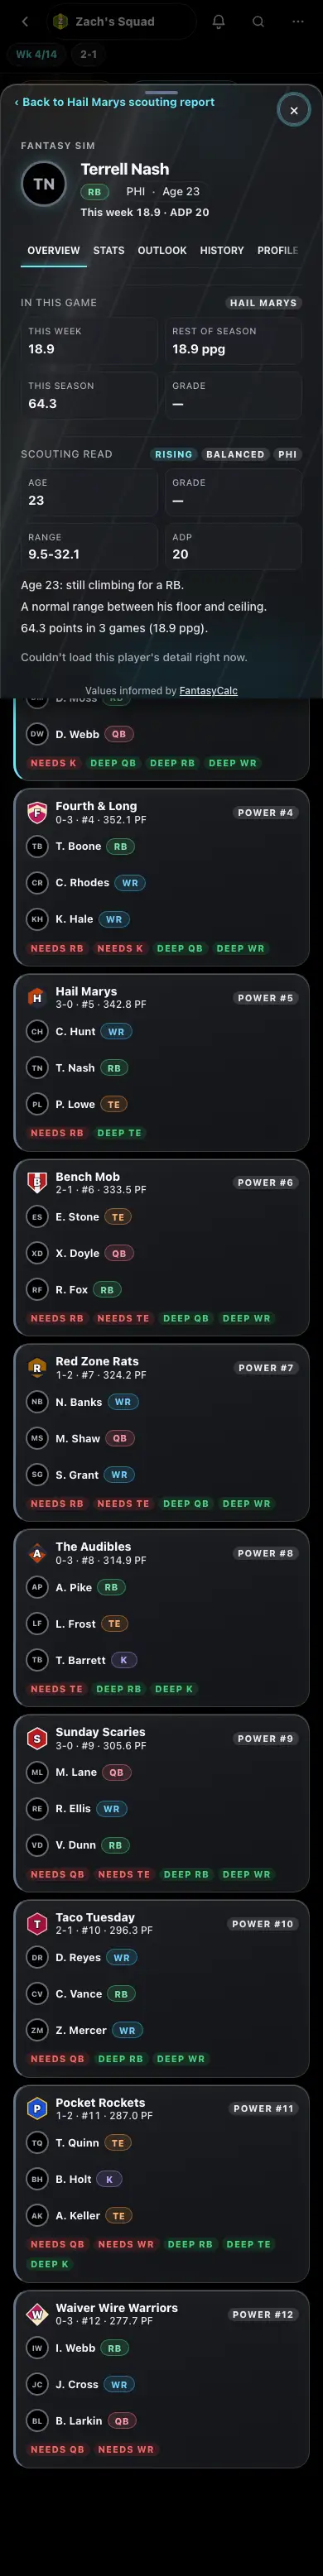 Zach's Squad
Wk 4/14
2-1
‹ Back to Hail Marys scouting report
×
FANTASY SIM
TN
Terrell Nash
RB PHI · Age 23
This week 18.9 · ADP 20
OVERVIEW STATS OUTLOOK HISTORY PROFILE
IN THIS GAME HAIL MARYS
THIS WEEK REST OF SEASON
18.9 18.9 ppg
THIS SEASON GRADE
64.3 —
SCOUTING READ RISING BALANCED PHI
AGE GRADE
23 —
RANGE ADP
9.5-32.1 20
Age 23: still climbing for a RB.
A normal range between his floor and ceiling.
64.3 points in 3 games (18.9 ppg).
Couldn't load this player's detail right now.
Values informed by FantasyCalc
D. Moss RB
DW D. Webb QB
NEEDS K DEEP QB DEEP RB DEEP WR
Fourth & Long POWER #4
0-3 · #4 · 352.1 PF
TB T. Boone RB
CR C. Rhodes WR
KH K. Hale WR
NEEDS RB NEEDS K DEEP QB DEEP WR
H Hail Marys POWER #5
3-0 · #5 · 342.8 PF
CH C. Hunt WR
TN T. Nash RB
PL P. Lowe TE
NEEDS RB DEEP TE
B Bench Mob POWER #6
2-1 · #6 · 333.5 PF
ES E. Stone TE
XD X. Doyle QB
RF R. Fox RB
NEEDS RB NEEDS TE DEEP QB DEEP WR
R Red Zone Rats POWER #7
1-2 · #7 · 324.2 PF
NB N. Banks WR
MS M. Shaw QB
SG S. Grant WR
NEEDS RB NEEDS TE DEEP QB DEEP WR
A The Audibles POWER #8
0-3 · #8 · 314.9 PF
AP A. Pike RB
LF L. Frost TE
TB T. Barrett K
NEEDS TE DEEP RB DEEP K
S Sunday Scaries POWER #9
3-0 · #9 · 305.6 PF
ML M. Lane QB
RE R. Ellis WR
VD V. Dunn RB
NEEDS QB NEEDS TE DEEP RB DEEP WR
T Taco Tuesday POWER #10
2-1 · #10 · 296.3 PF
DR D. Reyes WR
CV C. Vance RB
ZM Z. Mercer WR
NEEDS QB DEEP RB DEEP WR
P Pocket Rockets POWER #11
1-2 · #11 · 287.0 PF
TQ T. Quinn TE
BH B. Holt K
AK A. Keller TE
NEEDS QB NEEDS WR DEEP RB DEEP TE
DEEP K
W Waiver Wire Warriors POWER #12
0-3 · #12 · 277.7 PF
IW I. Webb RB
JC J. Cross WR
BL B. Larkin QB
NEEDS QB NEEDS WR